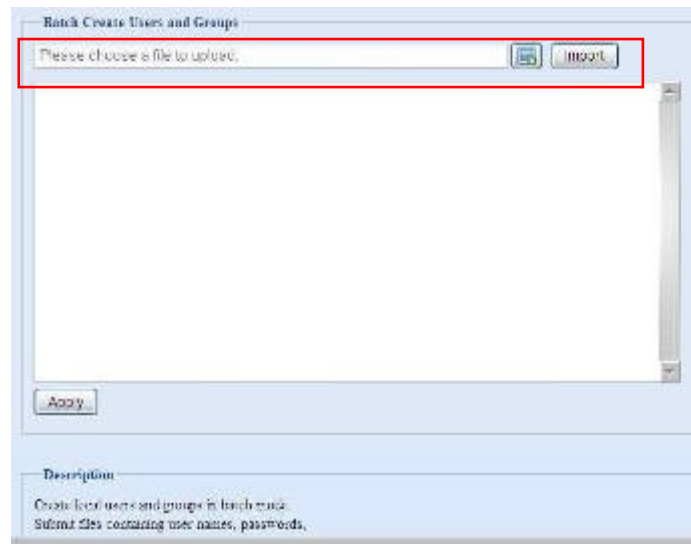 Batch Create Users and Groups
Please choose a file to upload.
Import
Apply
Description
Create local users and groups in batch mode.
Submit files containing user names, passwords,